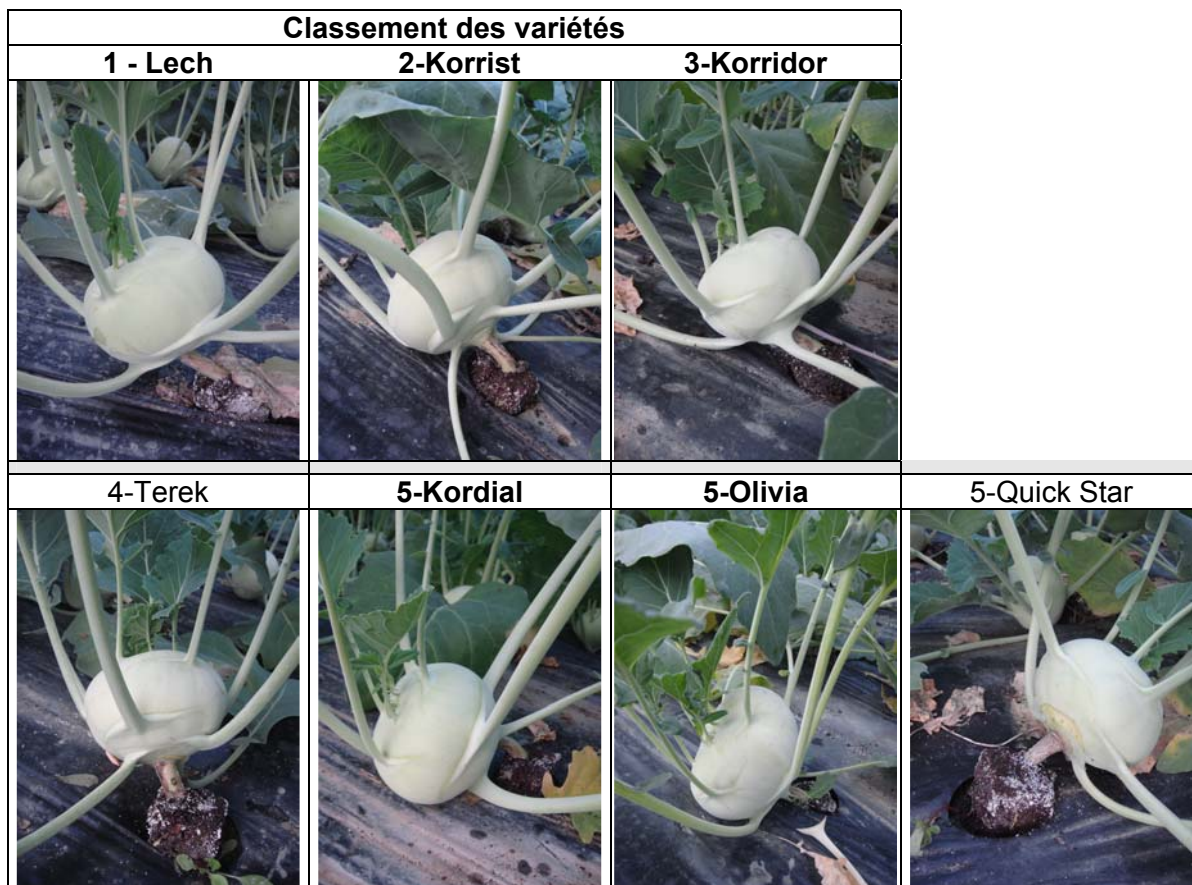 Classement des variétés
1 - Lech 2-Korrist 3-Korridor
4-Terek 5-Kordial 5-Olivia 5-Quick Star